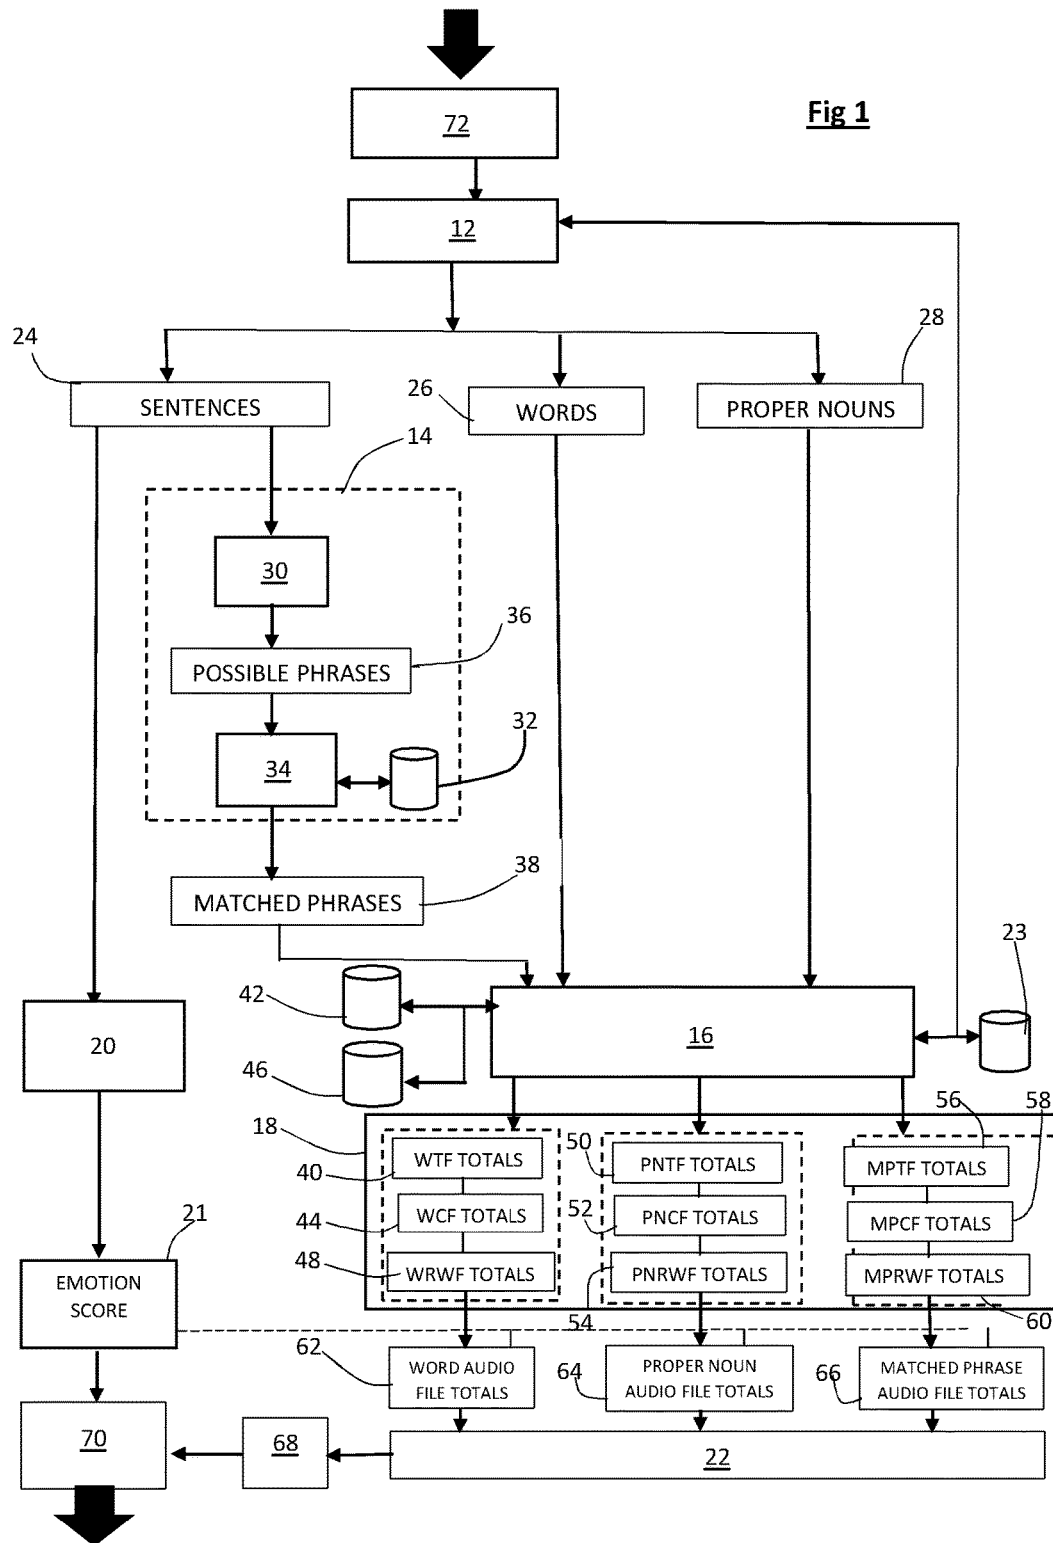 Fig 1
72
12
24
28
SENTENCES
26
WORDS
PROPER NOUNS
14
30
36
POSSIBLE PHRASES
32
34
38
MATCHED PHRASES
23
42
20
16
46
56
58
18
WTF TOTALS
50
PNTF TOTALS
MPTF TOTALS
40
21
44
WCF TOTALS
52
PNCF TOTALS
MPCF TOTALS
48
WRWF TOTALS
PNRWF TOTALS
MPRWF TOTALS
EMOTION
SCORE
54
60
62
WORD AUDIO
FILE TOTALS
64
PROPER NOUN
AUDIO FILE TOTALS
66
MATCHED PHRASE
AUDIO FILE TOTALS
70
68
22